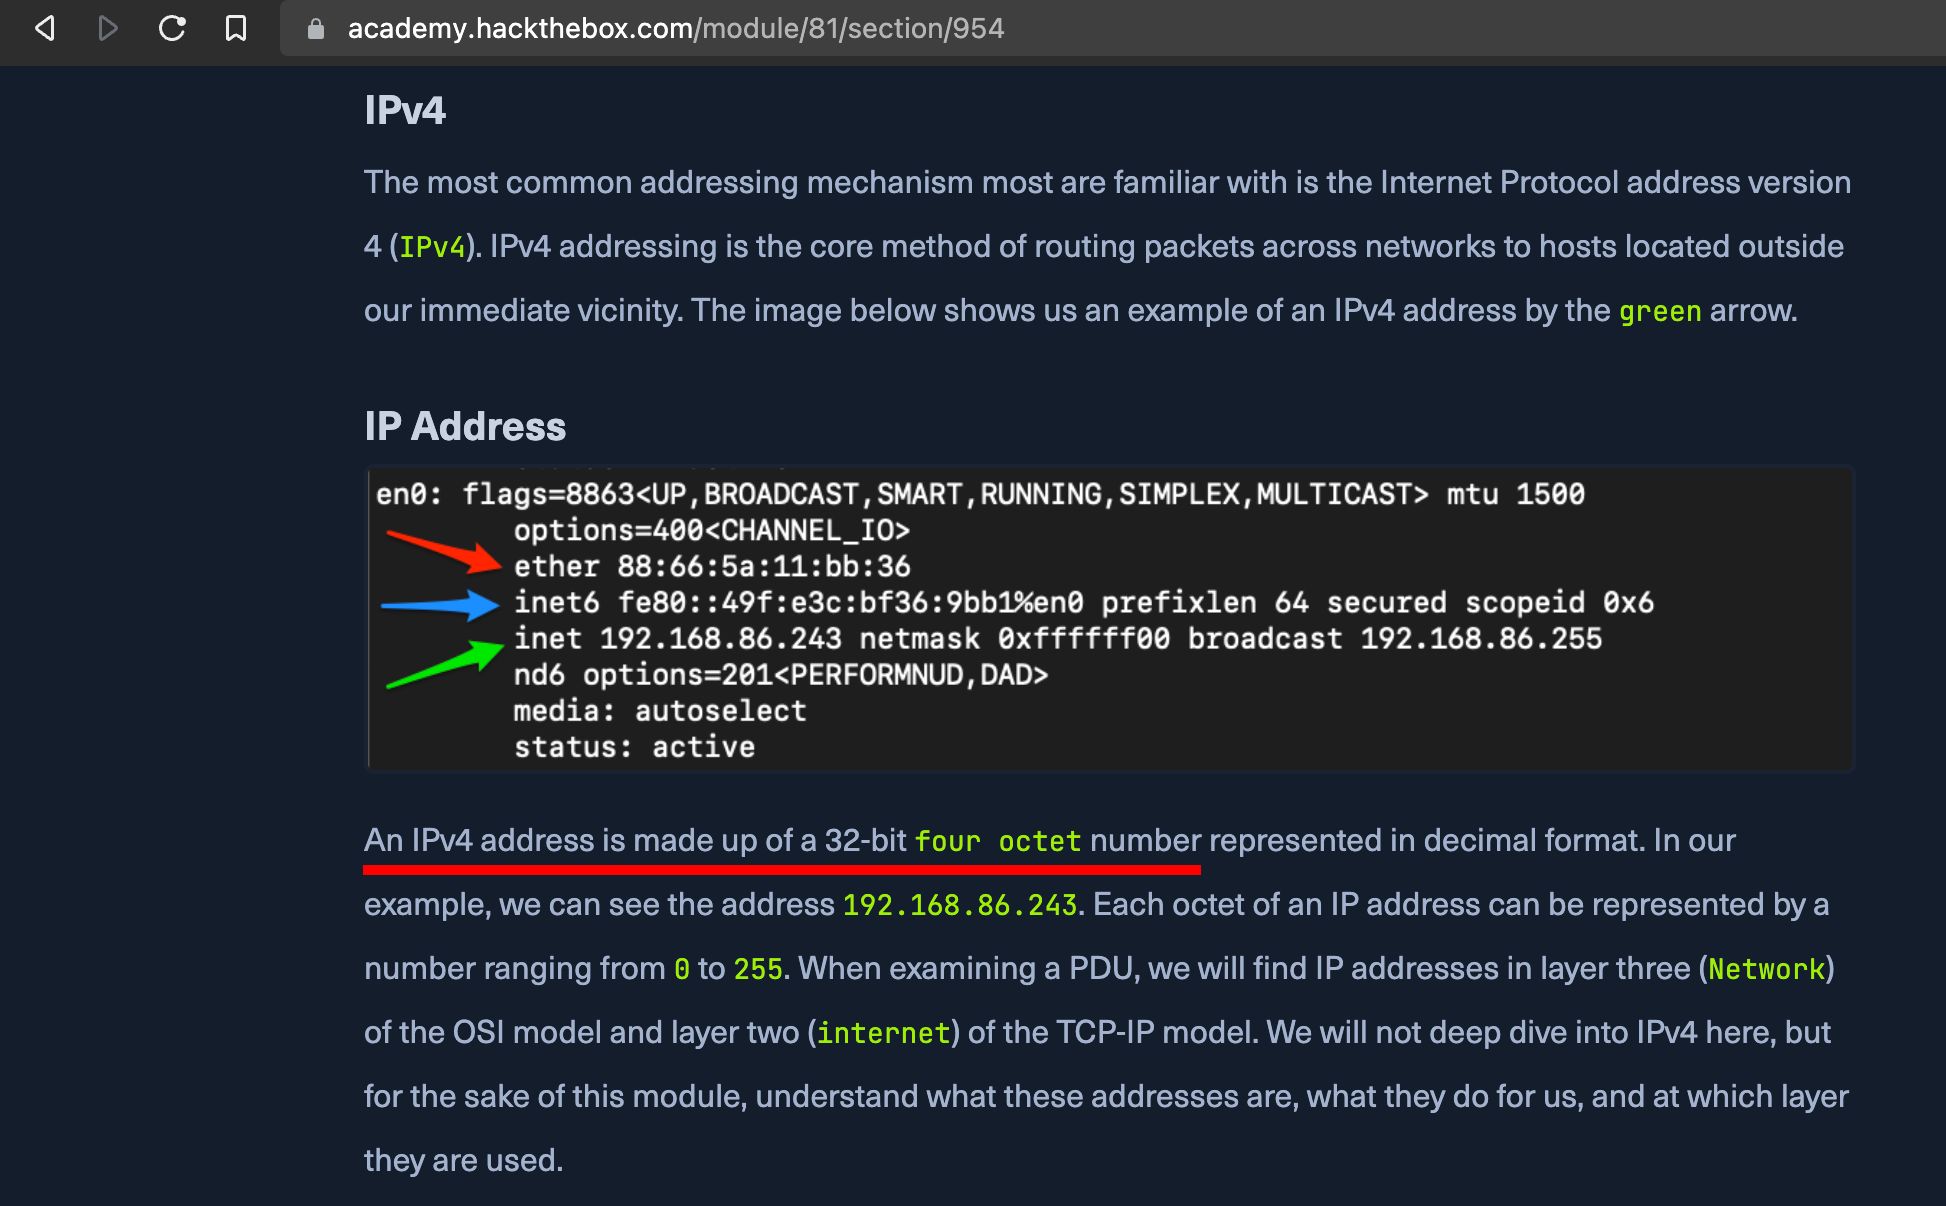 academy.hackthebox.com/module/81/section/954
IPv4
The most common addressing mechanism most are familiar with is the Internet Protocol address version
4 (IPv4). IPv4 addressing is the core method of routing packets across networks to hosts located outside
our immediate vicinity. The image below shows us an example of an IPv4 address by the green arrow.
IP Address
en0: flags=8863<UP,BROADCAST,SMART,RUNNING,SIMPLEX,MULTICAST> mtu 1500
options=400<CHANNEL_IO>
ether 88:66:5a:11:bb:36
inet6 fe80::49f:e3c:bf36:9bb1%en0 prefixlen 64 secured scopeid 0x6
inet 192.168.86.243 netmask 0xffffff00 broadcast 192.168.86.255
nd6 options=201<PERFORMNUD,DAD>
media: autoselect
status: active
An IPv4 address is made up of a 32-bit four octet number represented in decimal format. In our
example, we can see the address 192.168.86.243. Each octet of an IP address can be represented by a
number ranging from 0 to 255. When examining a PDU, we will find IP addresses in layer three (Network)
of the OSI model and layer two (internet) of the TCP-IP model. We will not deep dive into IPv4 here, but
for the sake of this module, understand what these addresses are, what they do for us, and at which layer
they are used.